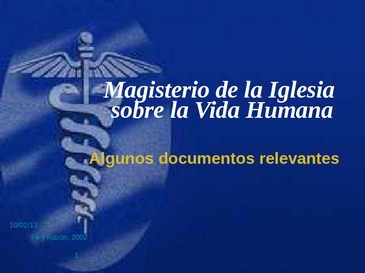 Magisterio de la Iglesia
sobre la Vida Humana
Algunos documentos relevantes
10/02/13
Fe y Razón, 2002
1